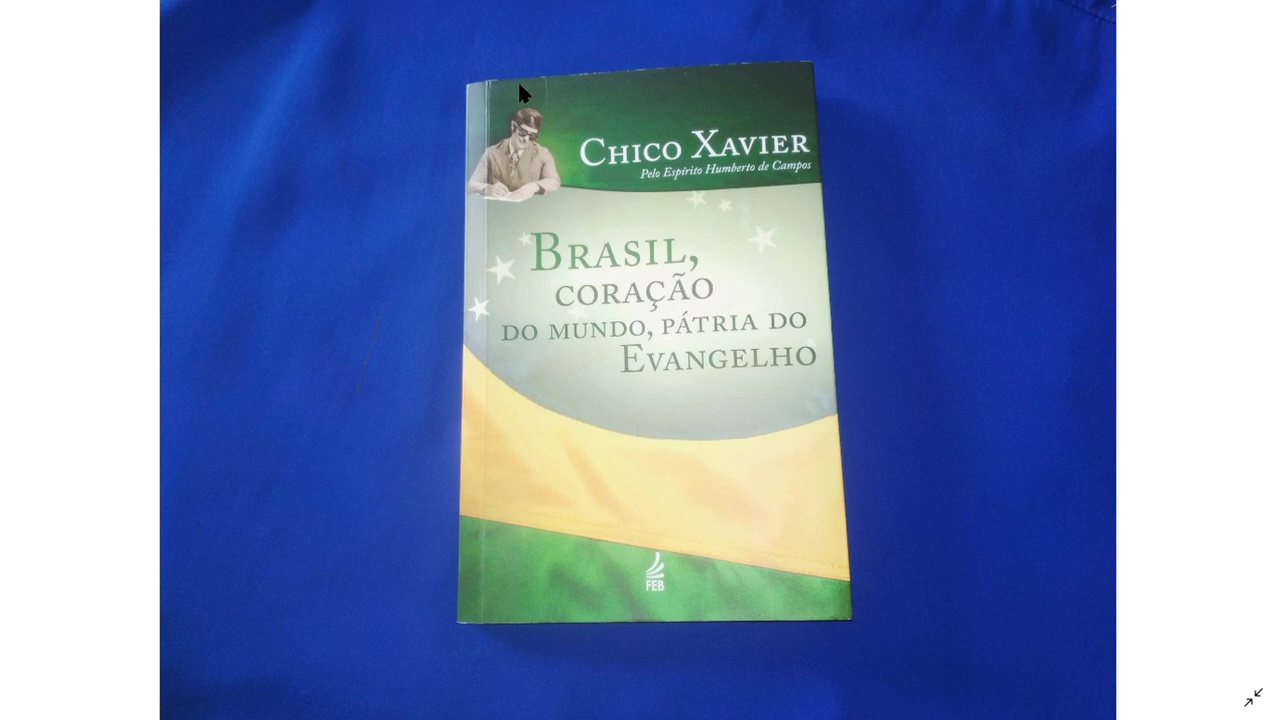 Chico Xavier
Pelo Espírito Humberto de Campos
Brasil,
coração
do mundo, pátria do
Evangelho
FEB